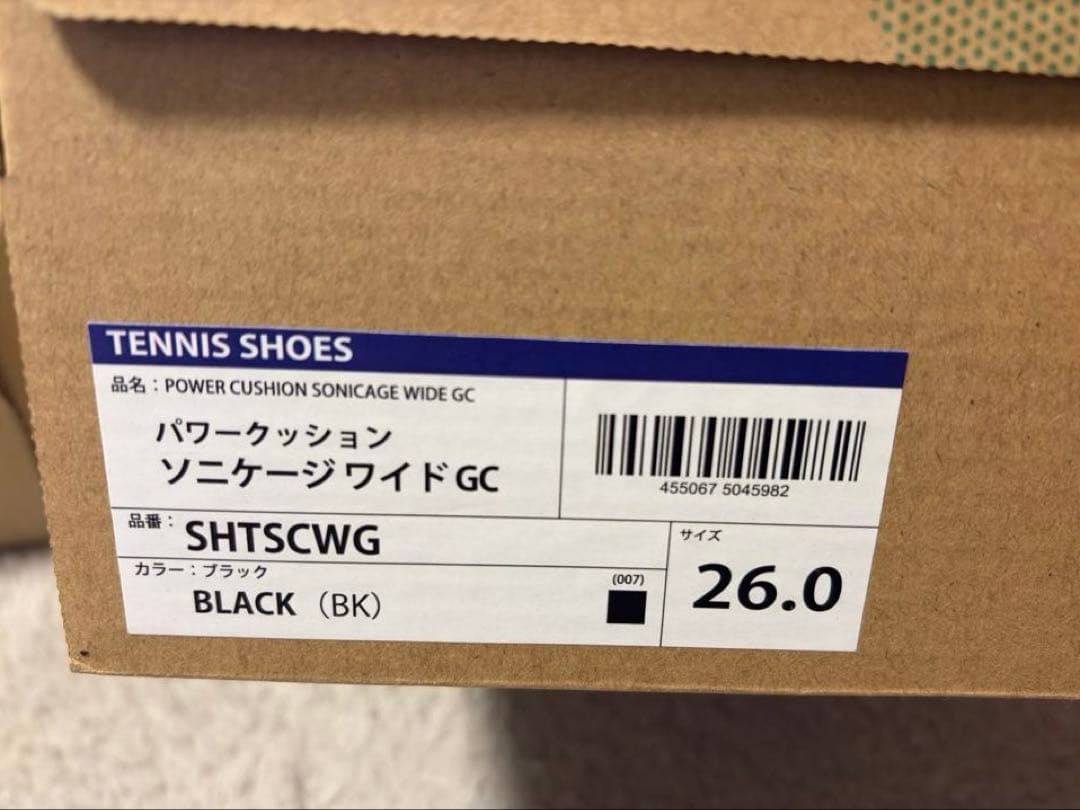 TENNIS SHOES
品名：POWER CUSHION SONICAGE WIDE GC
パワークッション
ソニケージ ワイド GC
455067 5045982
品番：
SHTSCWG
カラー：ブラック
BLACK（BK）
(007)
サイズ
26.0